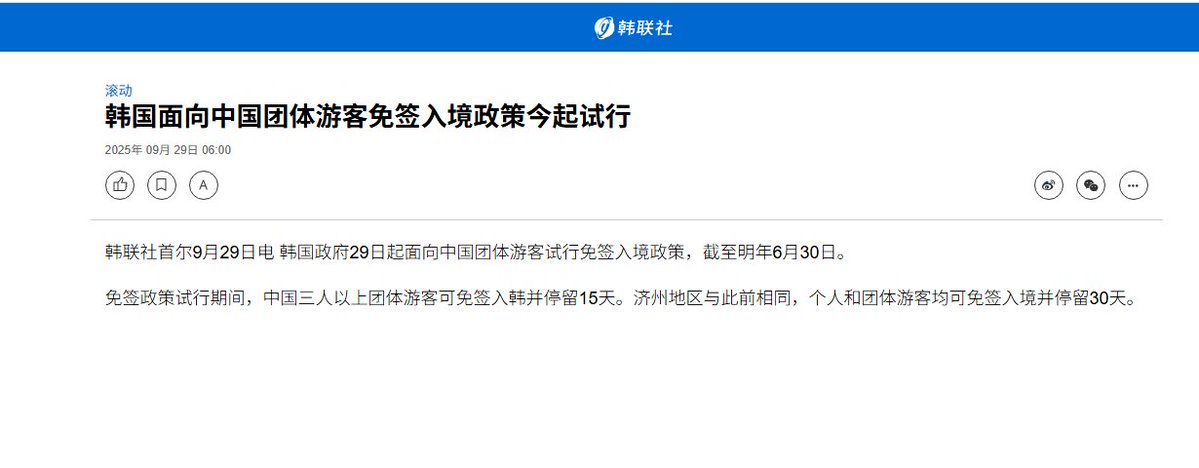 韩联社
滚动
韩国面向中国团体游客免签入境政策今起试行
2025年 09月 29日 06:00
A
韩联社首尔9月29日电 韩国政府29日起面向中国团体游客试行免签入境政策，截至明年6月30日。
免签政策试行期间，中国三人以上团体游客可免签入韩并停留15天。济州地区与此前相同，个人和团体游客均可免签入境并停留30天。